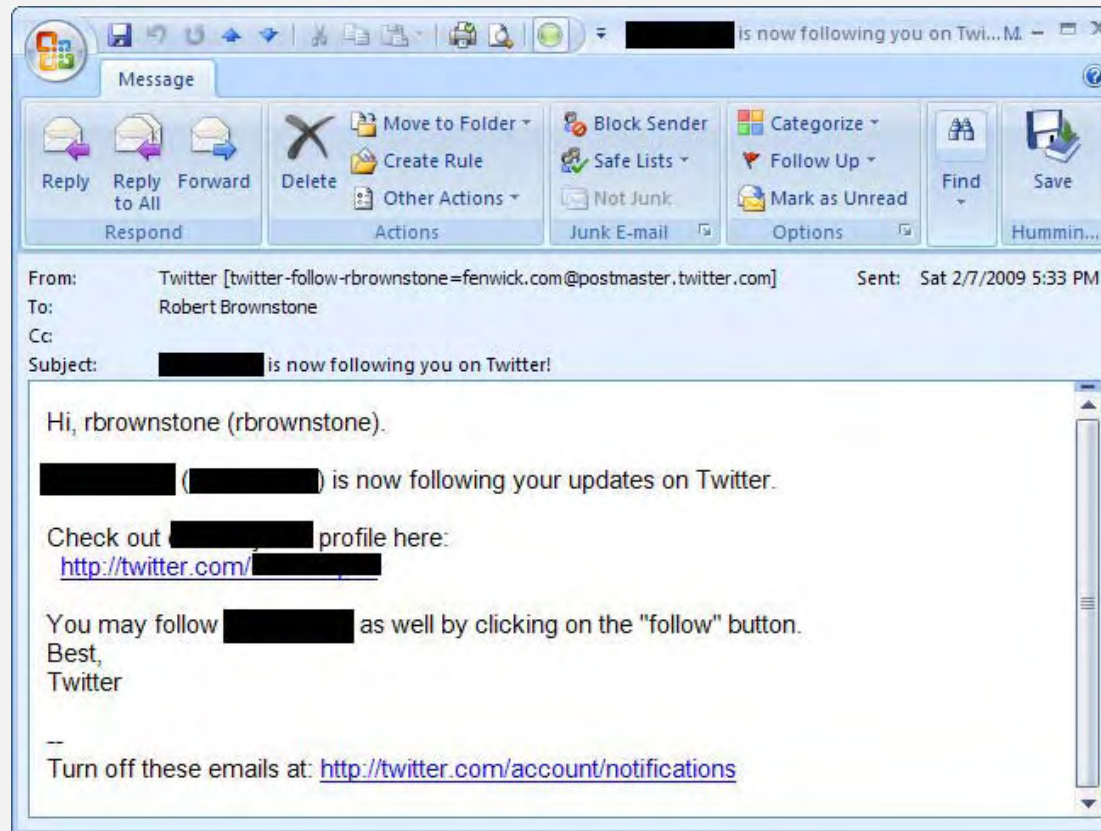 is now following you on Twi...M.
Message
Reply
Reply to All
Forward
Respond
Delete
Move to Folder
Create Rule
Other Actions
Actions
Block Sender
Safe Lists
Not Junk
Junk E-mail
Categorize
Follow Up
Mark as Unread
Options
Find
Save
Hummin...
From: Twitter [twitter-follow-rbrownstone=fenwick.com@postmaster.twitter.com] Sent: Sat 2/7/2009 5:33 PM
To: Robert Brownstone
Cc:
Subject: is now following you on Twitter!
Hi, rbrownstone (rbrownstone).
( ) is now following your updates on Twitter.
Check out profile here:
http://twitter.com/
You may follow as well by clicking on the "follow" button.
Best,
Twitter
--
Turn off these emails at: http://twitter.com/account/notifications